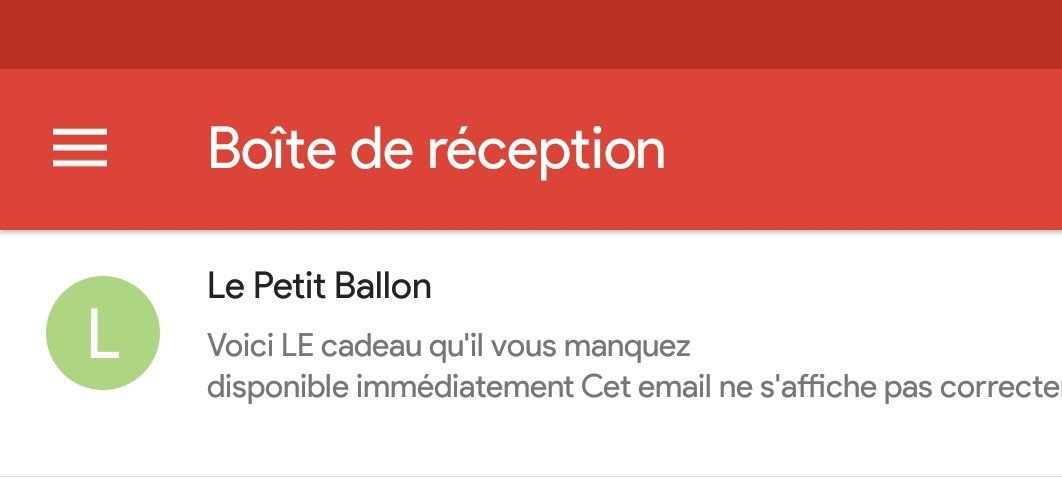 Boîte de réception
L
Le Petit Ballon
Voici LE cadeau qu'il vous manquez
disponible immédiatement Cet email ne s'affiche pas correcte